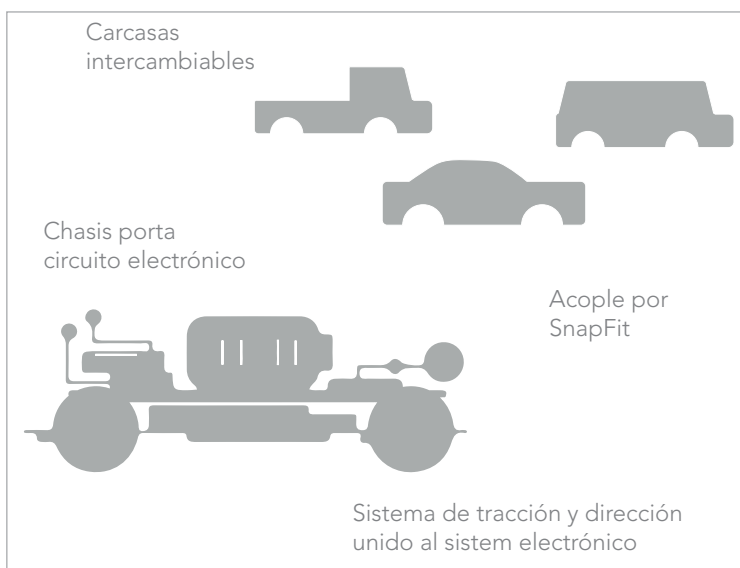 Carcasas
intercambiables
Chasis porta
circuito electrónico
Acople por
SnapFit
Sistema de tracción y dirección
unido al sistem electrónico